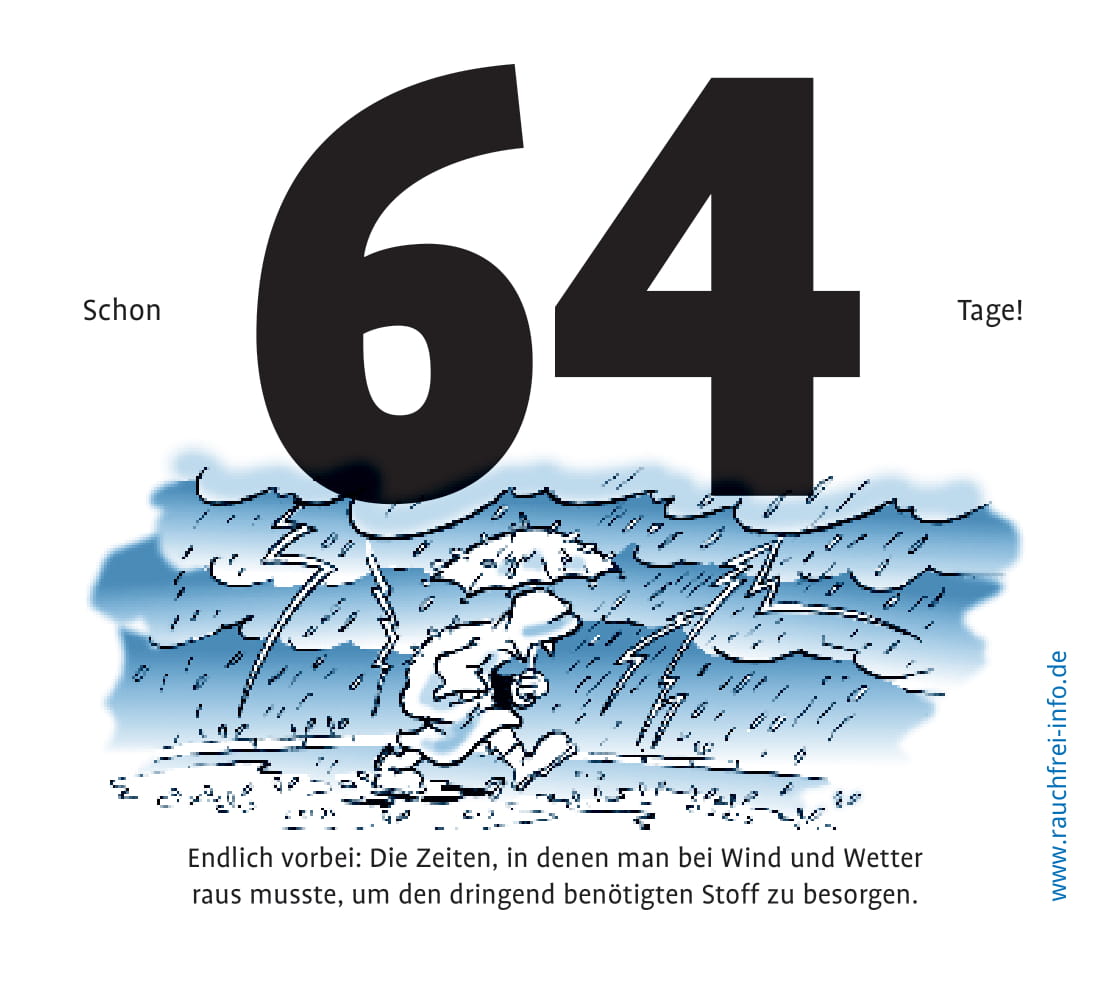 Schon
64
Tage!
Endlich vorbei: Die Zeiten, in denen man bei Wind und Wetter
raus musste, um den dringend benötigten Stoff zu besorgen.
www.rauchfrei-info.de